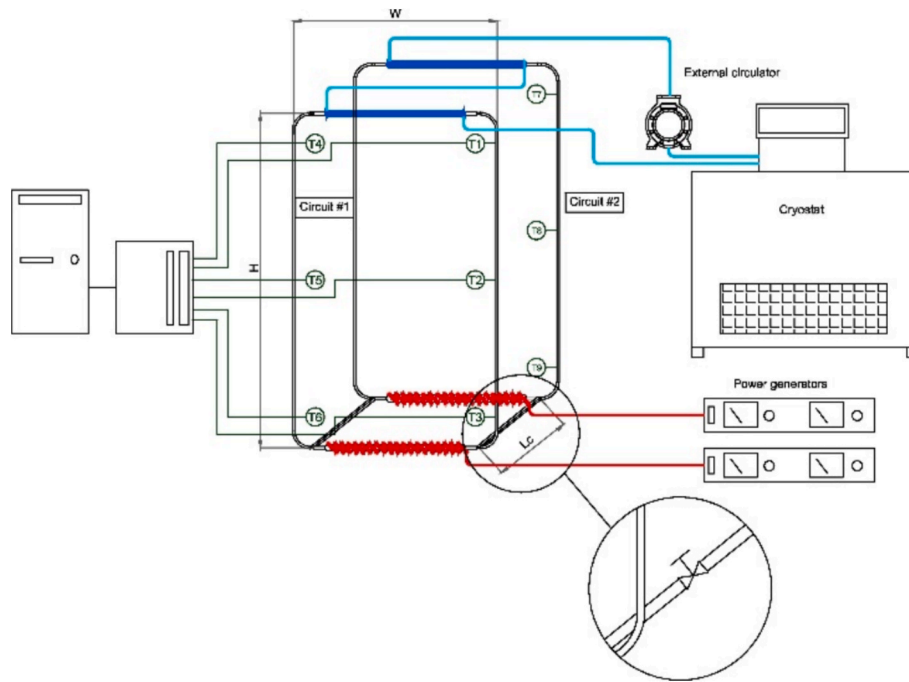 W
External circulator
T7
T4
T1
Circuit #1
Circuit #2
Cryostat
T8
H
T5
T2
T9
Power generators
T6
T3
Lc